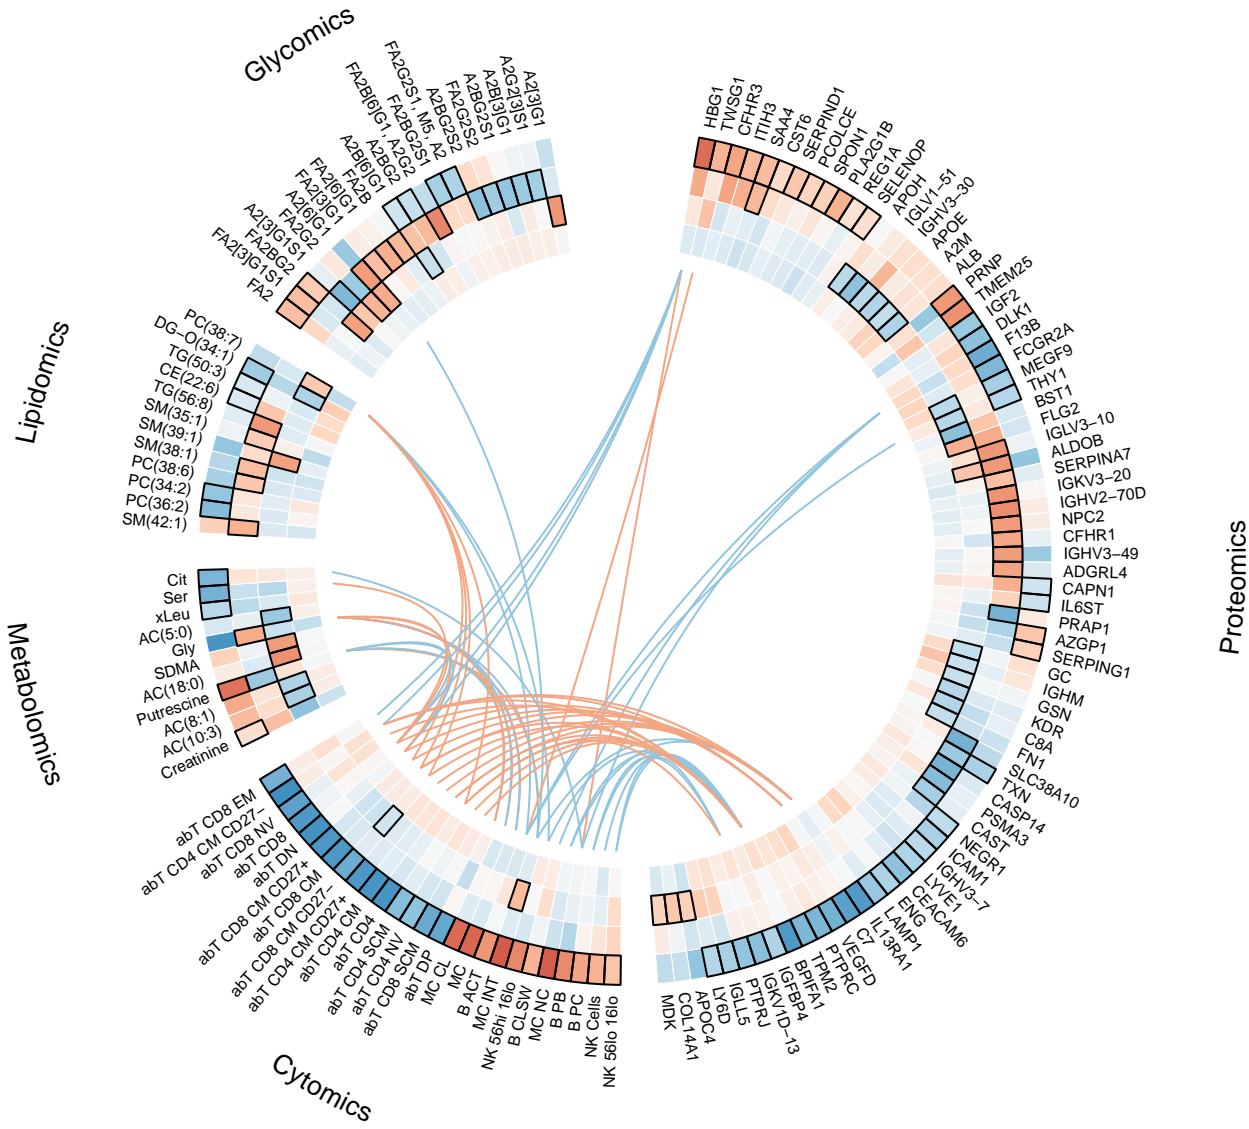 Glycomics
Lipidomics
Metabolomics
Cytomics
Proteomics
HBG1
TWSG1
CFHR3
ITIH3
SAA4
CST6
SERPIND1
PCOLCE
SPON1
PLA2G1B
REG1A
SELENOP
APOH
IGLV1−51
IGHV3−30
APOE
A2M
ALB
PRNP
TMEM25
IGF2
DLK1
F13B
FCGR2A
MEGF9
THY1
BST1
FLG2
IGLV3−10
ALDOB
SERPINA7
IGKV3−20
IGHV2−70D
NPC2
CFHR1
IGHV3−49
ADGRL4
CAPN1
IL6ST
PRAP1
AZGP1
SERPING1
GC
IGHM
GSN
KDR
C8A
FN1
SLC38A10
TXN
CASP14
PSMA3
CAST
NEGR1
ICAM1
IGHV3−7
LYVE1
CEACAM6
ENG
LAMP1
IL13RA1
C7
VEGFD
PTPRC
TPM2
BPIFA1
IGFBP4
IGKV1D−13
PTPRJ
IGLL5
LY6D
APOC4
COL14A1
MDK
NK 56lo 16lo
NK Cells
B PC
B PB
MC NC
B CLSW
NK 56hi 16lo
MC INT
B ACT
MC
MC CL
abT DP
abT CD8 SCM
abT CD4 NV
abT CD4 SCM
abT CD4
abT CD4 CM
abT CD4 CM CD27+
abT CD8 CM CD27−
abT CD8 CM
abT CD8 CM CD27+
abT DN
abT CD8
abT CD8 NV
abT CD4 CM CD27−
abT CD8 EM
Creatinine
AC(10:3)
AC(8:1)
Putrescine
AC(18:0)
SDMA
Gly
AC(5:0)
xLeu
Ser
Cit
SM(42:1)
PC(36:2)
PC(34:2)
PC(38:6)
SM(38:1)
SM(39:1)
SM(35:1)
TG(56:8)
CE(22:6)
TG(50:3)
DG−O(34:1)
PC(38:7)
FA2
FA2[3]G1S1
FABG2
A2[3]G1S1
FA2G2
A2[6]G1
FA2[3]G1
FA2[6]G1
FA2B
A2B[6]G1
A2BG2
FA2B[6]G1, A2G2
FA2BG2S1
FA2G2S1, M5, A2
A2BG2S2
FA2G2S2
A2BG2S1
A2B[3]G1
A2G2[3]S1
A2[3]G1